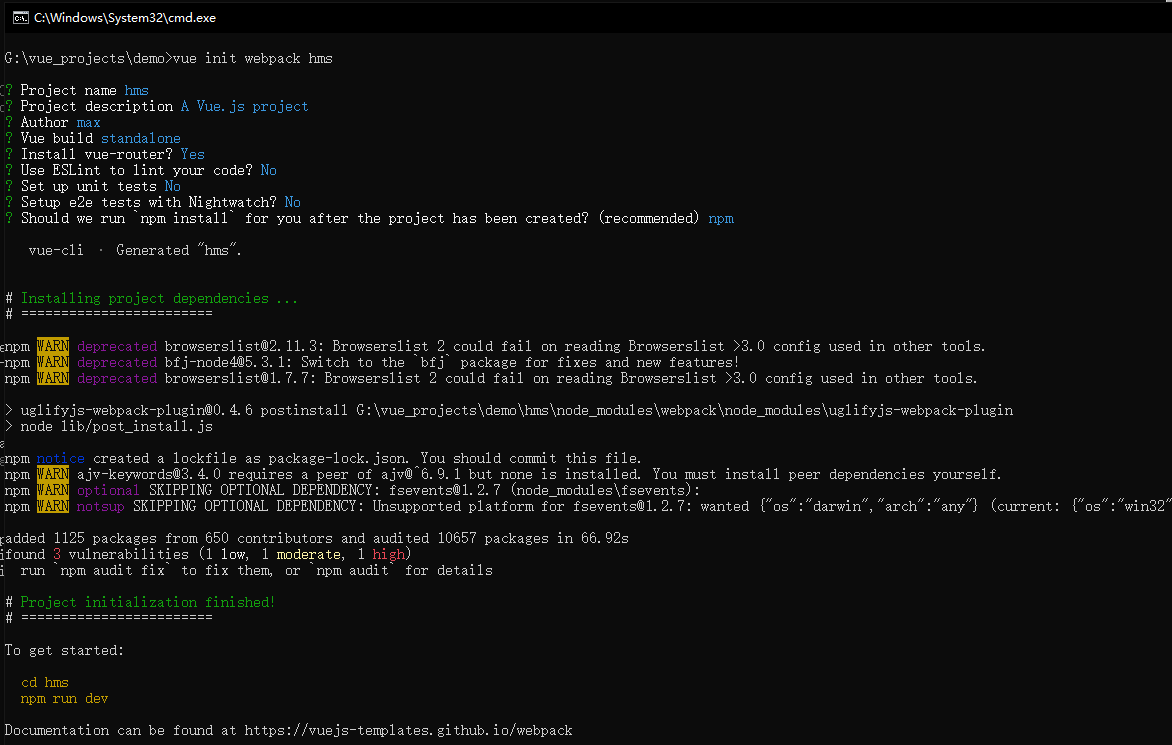 C:\Windows\System32\cmd.exe
G:\vue_projects\demo>vue init webpack hms
? Project name hms
? Project description A Vue.js project
? Author max
? Vue build standalone
? Install vue-router? Yes
? Use ESLint to lint your code? No
? Set up unit tests No
? Setup e2e tests with Nightwatch? No
? Should we run `npm install` for you after the project has been created? (recommended) npm
vue-cli · Generated "hms".
# Installing project dependencies ...
# ========================
npm WARN deprecated browserslist@2.11.3: Browserslist 2 could fail on reading Browserslist >3.0 config used in other tools.
npm WARN deprecated bfj-node4@5.3.1: Switch to the `bfj` package for fixes and new features!
npm WARN deprecated browserslist@1.7.7: Browserslist 2 could fail on reading Browserslist >3.0 config used in other tools.
> uglifyjs-webpack-plugin@0.4.6 postinstall G:\vue_projects\demo\hms\node_modules\webpack\node_modules\uglifyjs-webpack-plugin
> node lib/post_install.js
npm notice created a lockfile as package-lock.json. You should commit this file.
npm WARN ajv-keywords@3.4.0 requires a peer of ajv@^6.9.1 but none is installed. You must install peer dependencies yourself.
npm WARN optional SKIPPING OPTIONAL DEPENDENCY: fsevents@1.2.7 (node_modules\fsevents):
npm WARN notsup SKIPPING OPTIONAL DEPENDENCY: Unsupported platform for fsevents@1.2.7: wanted {"os":"darwin","arch":"any"} (current: {"os":"win32"
added 1125 packages from 650 contributors and audited 10657 packages in 66.92s
found 3 vulnerabilities (1 low, 1 moderate, 1 high)
run `npm audit fix` to fix them, or `npm audit` for details
# Project initialization finished!
# ========================
To get started:
cd hms
npm run dev
Documentation can be found at https://vuejs-templates.github.io/webpack